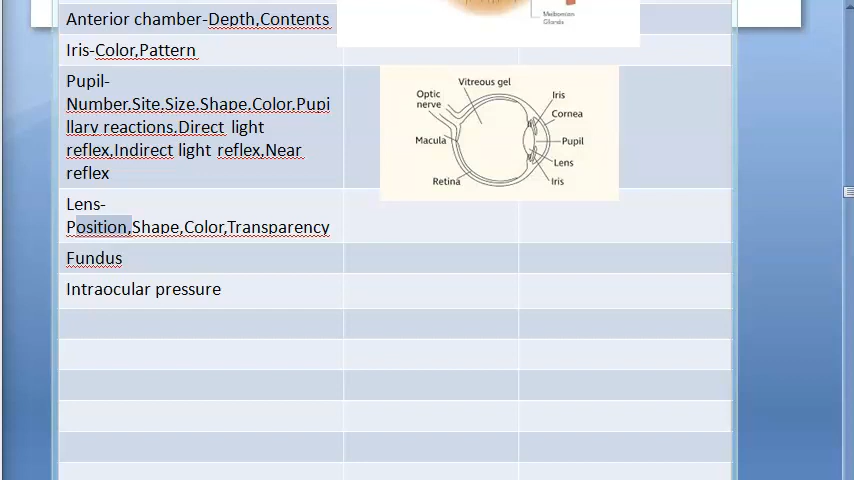 Anterior chamber-Depth,Contents
Meibomian
Glands
Iris-Color,Pattern
Pupil-
Number,Site,Size,Shape,Color,Pupi
llary reactions,Direct light
reflex,Indirect light reflex,Near
reflex
Vitreous gel
Optic
nerve
Iris
Cornea
Macula
Pupil
Lens
Retina
Iris
Lens-
Position,Shape,Color,Transparency
Fundus
Intraocular pressure